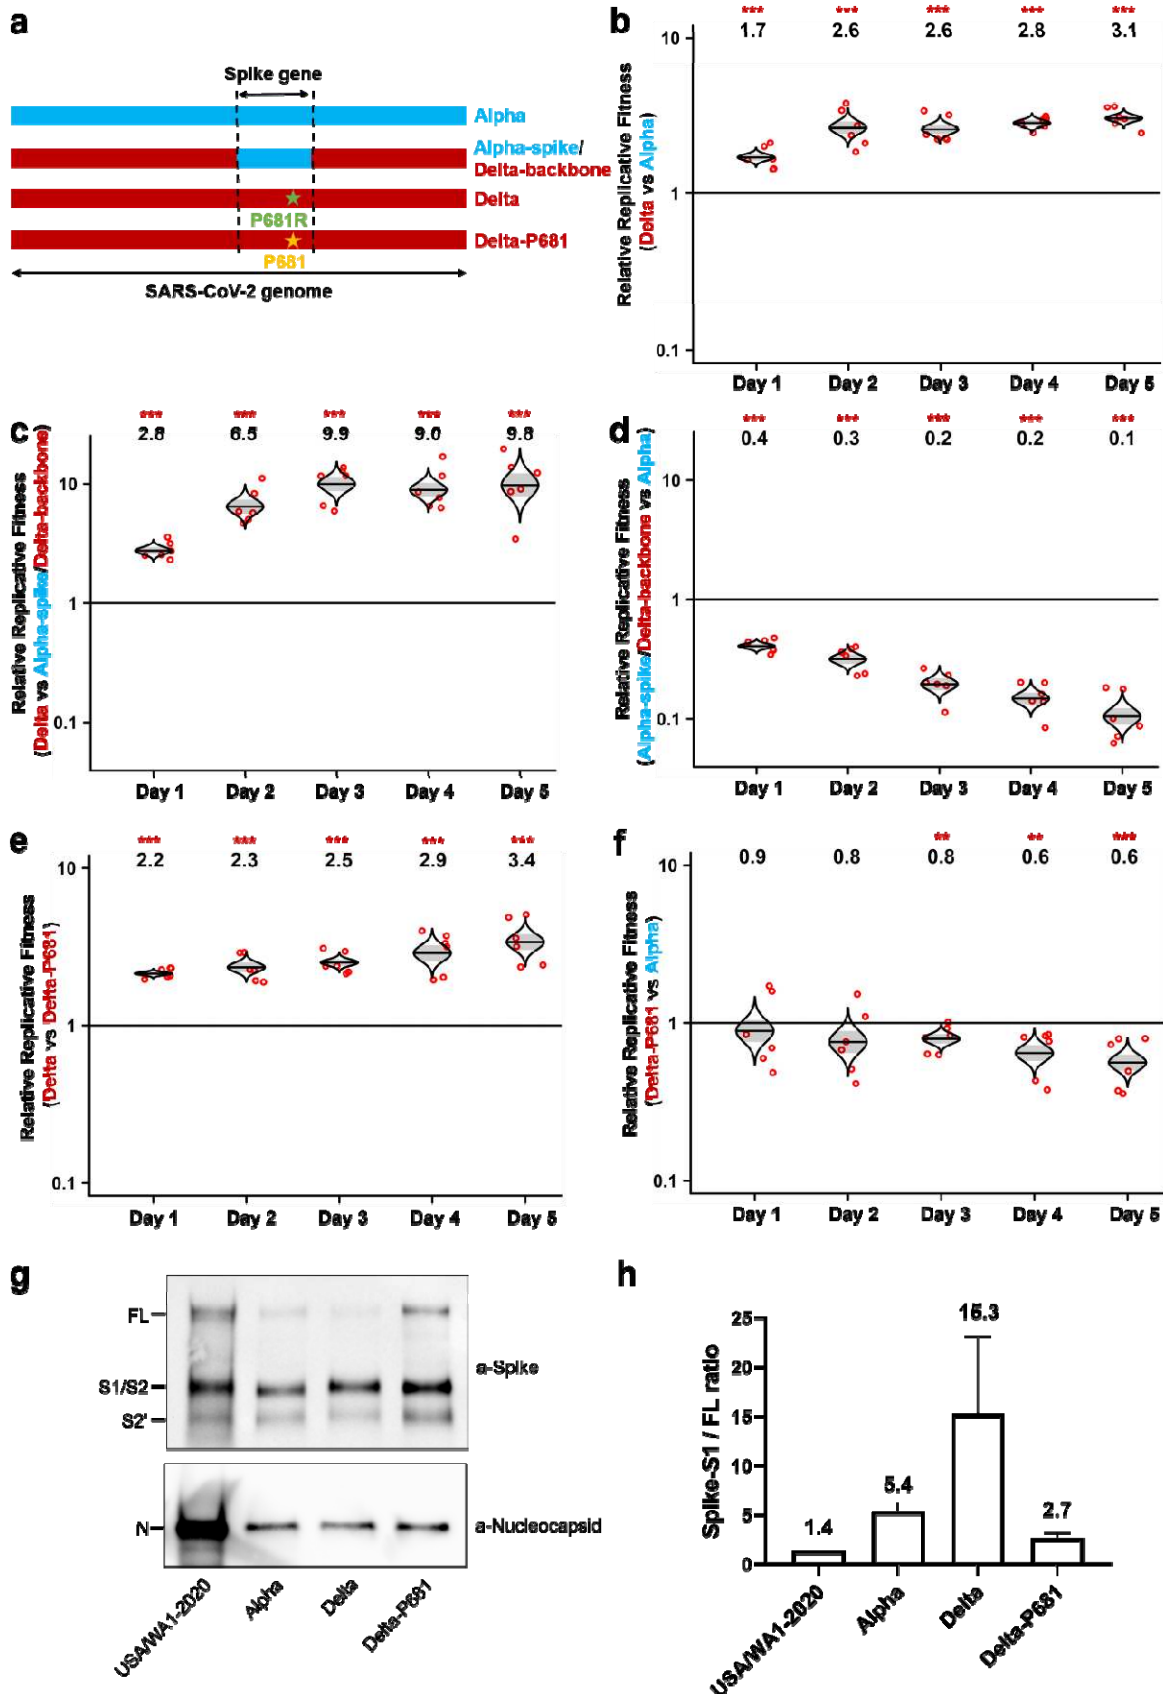 a
Spike gene
Alpha
Alpha-spike/
Delta-backbone
Delta
P681R
Delta-P681
P681
SARS-CoV-2 genome
b
*** *** *** *** ***
1.7 2.6 2.6 2.8 3.1
Relative Replicative Fitness
(Delta vs Alpha)
10
1
0.1
Day 1 Day 2 Day 3 Day 4 Day 5
c
*** *** *** *** ***
2.8 6.5 9.9 9.0 9.8
Relative Replicative Fitness
(Delta vs Alpha-spike/Delta-backbone)
10
1
0.1
Day 1 Day 2 Day 3 Day 4 Day 5
d
*** *** *** *** ***
0.4 0.3 0.2 0.2 0.1
Relative Replicative Fitness
(Alpha-spike/Delta-backbone vs Alpha)
10
1
0.1
Day 1 Day 2 Day 3 Day 4 Day 5
e
*** *** *** *** ***
2.2 2.3 2.5 2.9 3.4
Relative Replicative Fitness
(Delta vs Delta-P681)
10
1
0.1
Day 1 Day 2 Day 3 Day 4 Day 5
f
** ** ***
0.9 0.8 0.8 0.6 0.6
Relative Replicative Fitness
(Delta-P681 vs Alpha)
10
1
0.1
Day 1 Day 2 Day 3 Day 4 Day 5
g
FL
S1/S2
S2'
a-Spike
N
a-Nucleocapsid
USA/WA1-2020 Alpha Delta Delta-P681
h
Spike-S1 / FL ratio
25
20
15
10
5
0
1.4 5.4 15.3 2.7
USA/WA1-2020 Alpha Delta Delta-P681